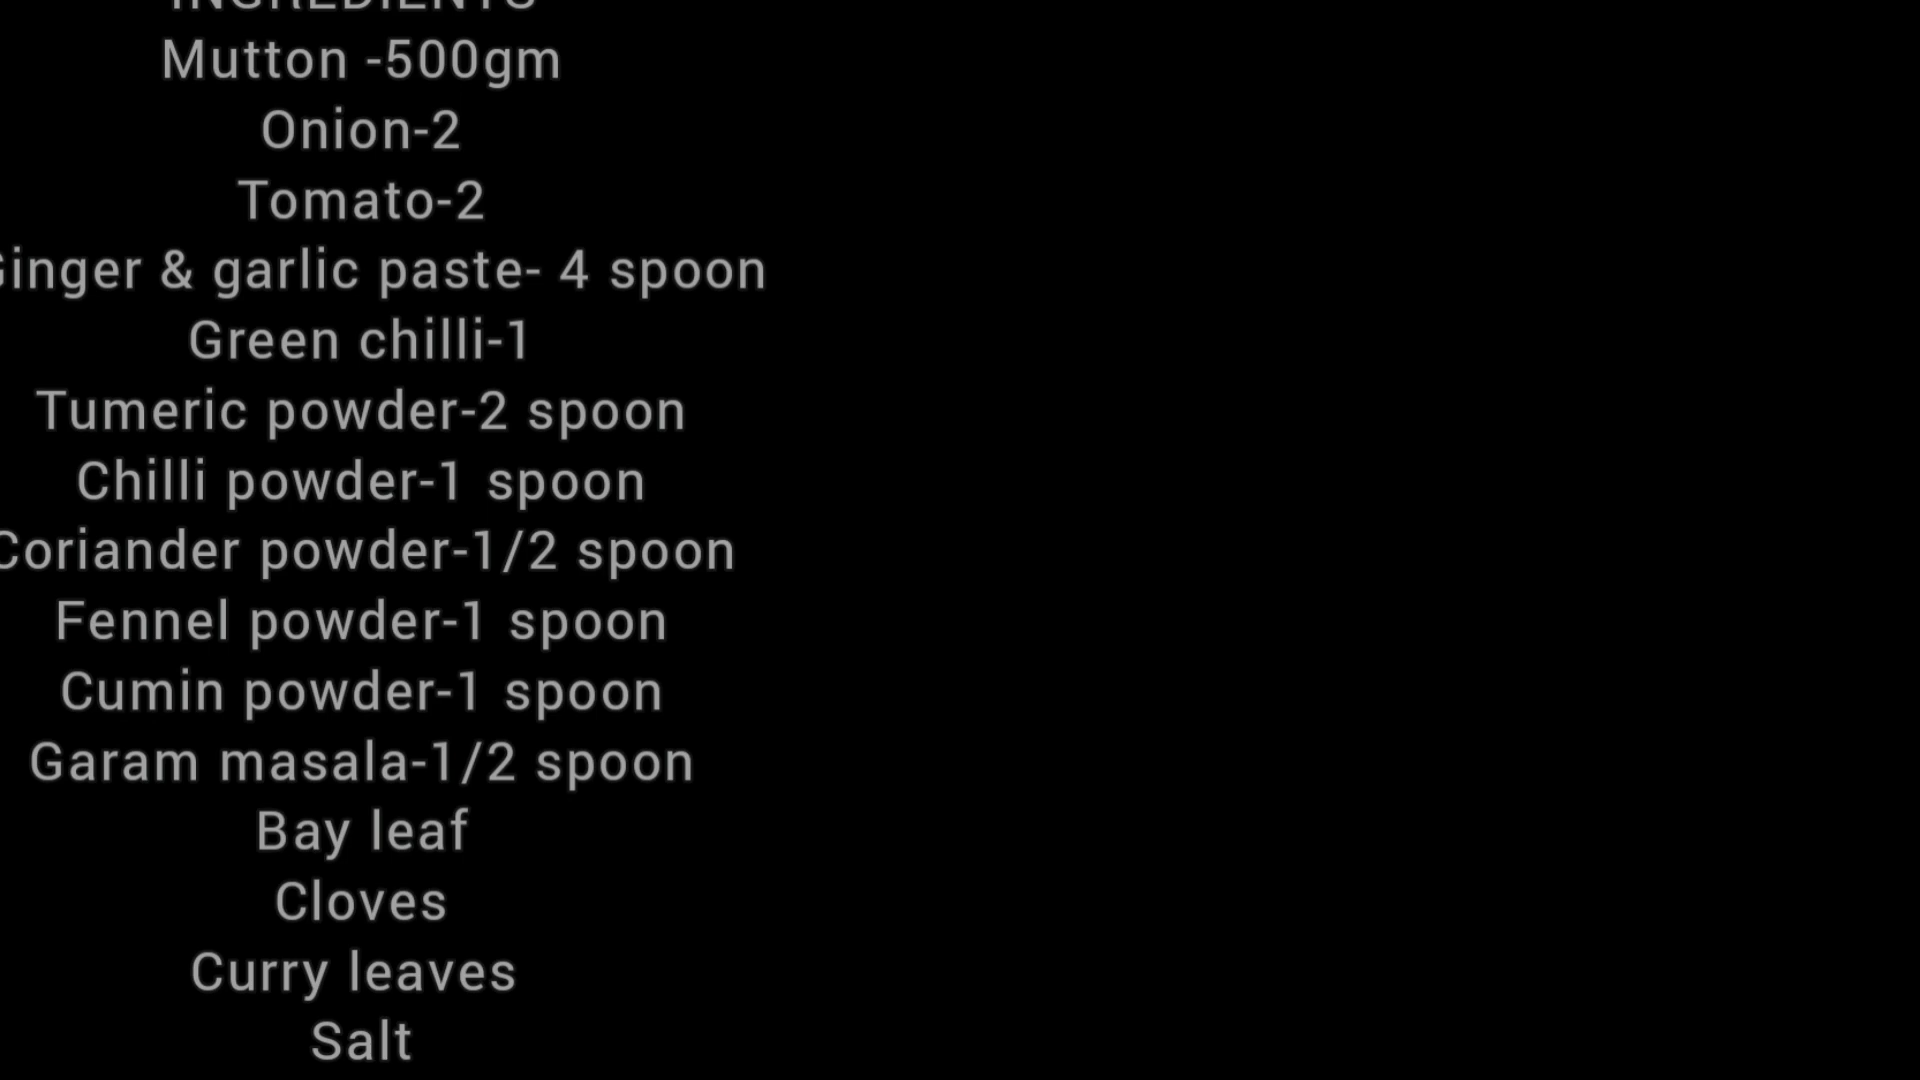 INGREDIENTS
Mutton -500gm
Onion-2
Tomato-2
Ginger & garlic paste- 4 spoon
Green chilli-1
Tumeric powder-2 spoon
Chilli powder-1 spoon
Coriander powder-1/2 spoon
Fennel powder-1 spoon
Cumin powder-1 spoon
Garam masala-1/2 spoon
Bay leaf
Cloves
Curry leaves
Salt